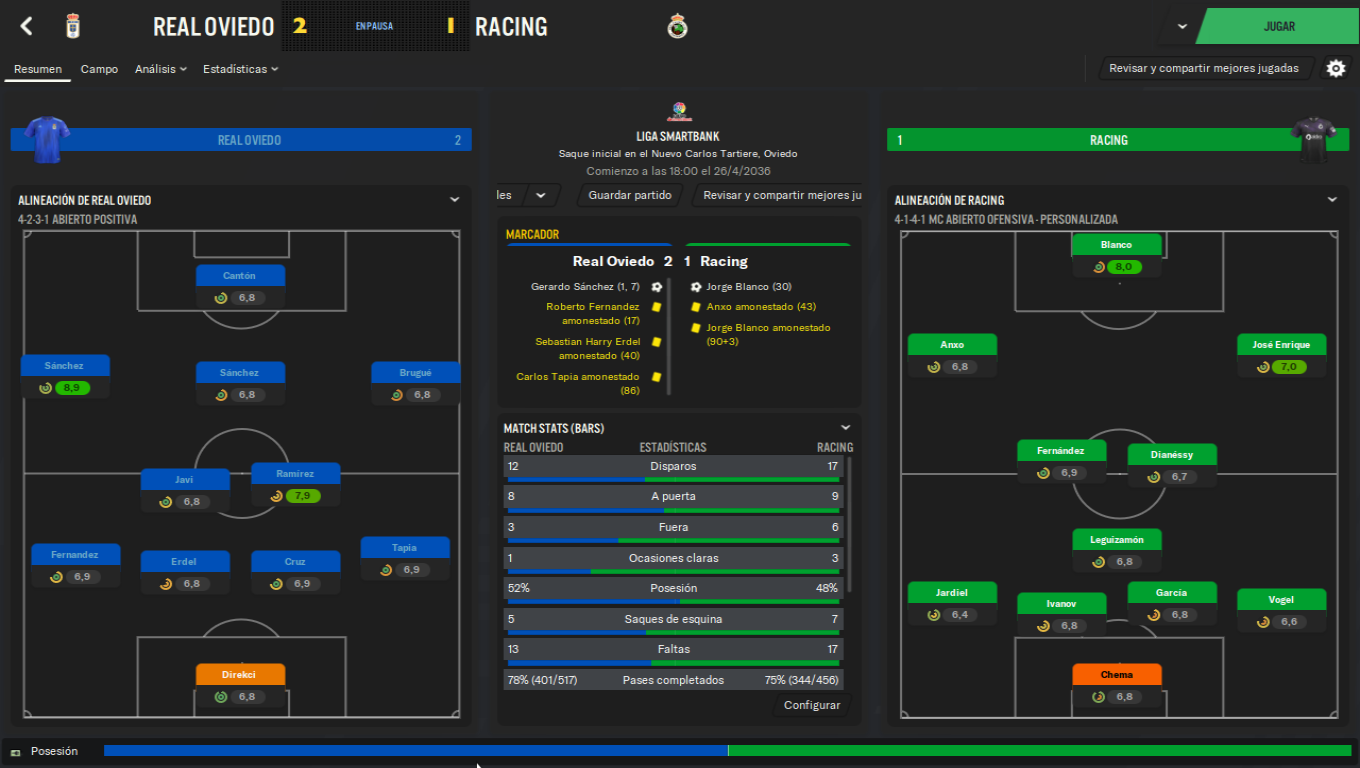 REAL OVIEDO 2 EN PAUSA 1 RACING JUGAR
Resumen Campo Análisis Estadísticas Revisar y compartir mejores jugadas
REAL OVIEDO 2
ALINEACIÓN DE REAL OVIEDO
4-2-3-1 ABIERTO POSITIVA
Cantón
6,8
Sánchez
8,9
Sánchez
6,8
Brugué
6,8
Javi
6,8
Ramírez
7,9
Fernandez
6,9
Erdel
6,8
Cruz
6,9
Tapia
6,9
Direkci
6,8
LIGA SMARTBANK
Saque inicial en el Nuevo Carlos Tartiere, Oviedo
Comienzo a las 18:00 el 26/4/2036
les Guardar partido Revisar y compartir mejores ju
MARCADOR
Real Oviedo 2 1 Racing
Gerardo Sánchez (1, 7)
Roberto Fernandez
amonestado (17)
Sebastian Harry Erdel
amonestado (40)
Carlos Tapia amonestado
(86)
Jorge Blanco (30)
Anxo amonestado (43)
Jorge Blanco amonestado
(90+3)
MATCH STATS (BARS)
REAL OVIEDO ESTADÍSTICAS RACING
12 Disparos 17
8 A puerta 9
3 Fuera 6
1 Ocasiones claras 3
52% Posesión 48%
5 Saques de esquina 7
13 Faltas 17
78% (401/517) Pases completados 75% (344/456)
Configurar
1 RACING
ALINEACIÓN DE RACING
4-1-4-1 MC ABIERTO OFENSIVA - PERSONALIZADA
Blanco
8,0
Anxo
6,8
José Enrique
7,0
Fernández
6,9
Dianéssy
6,7
Leguizamón
6,8
Jardiel
6,4
Ivanov
6,8
García
6,8
Vogel
6,6
Chema
6,8
Posesión